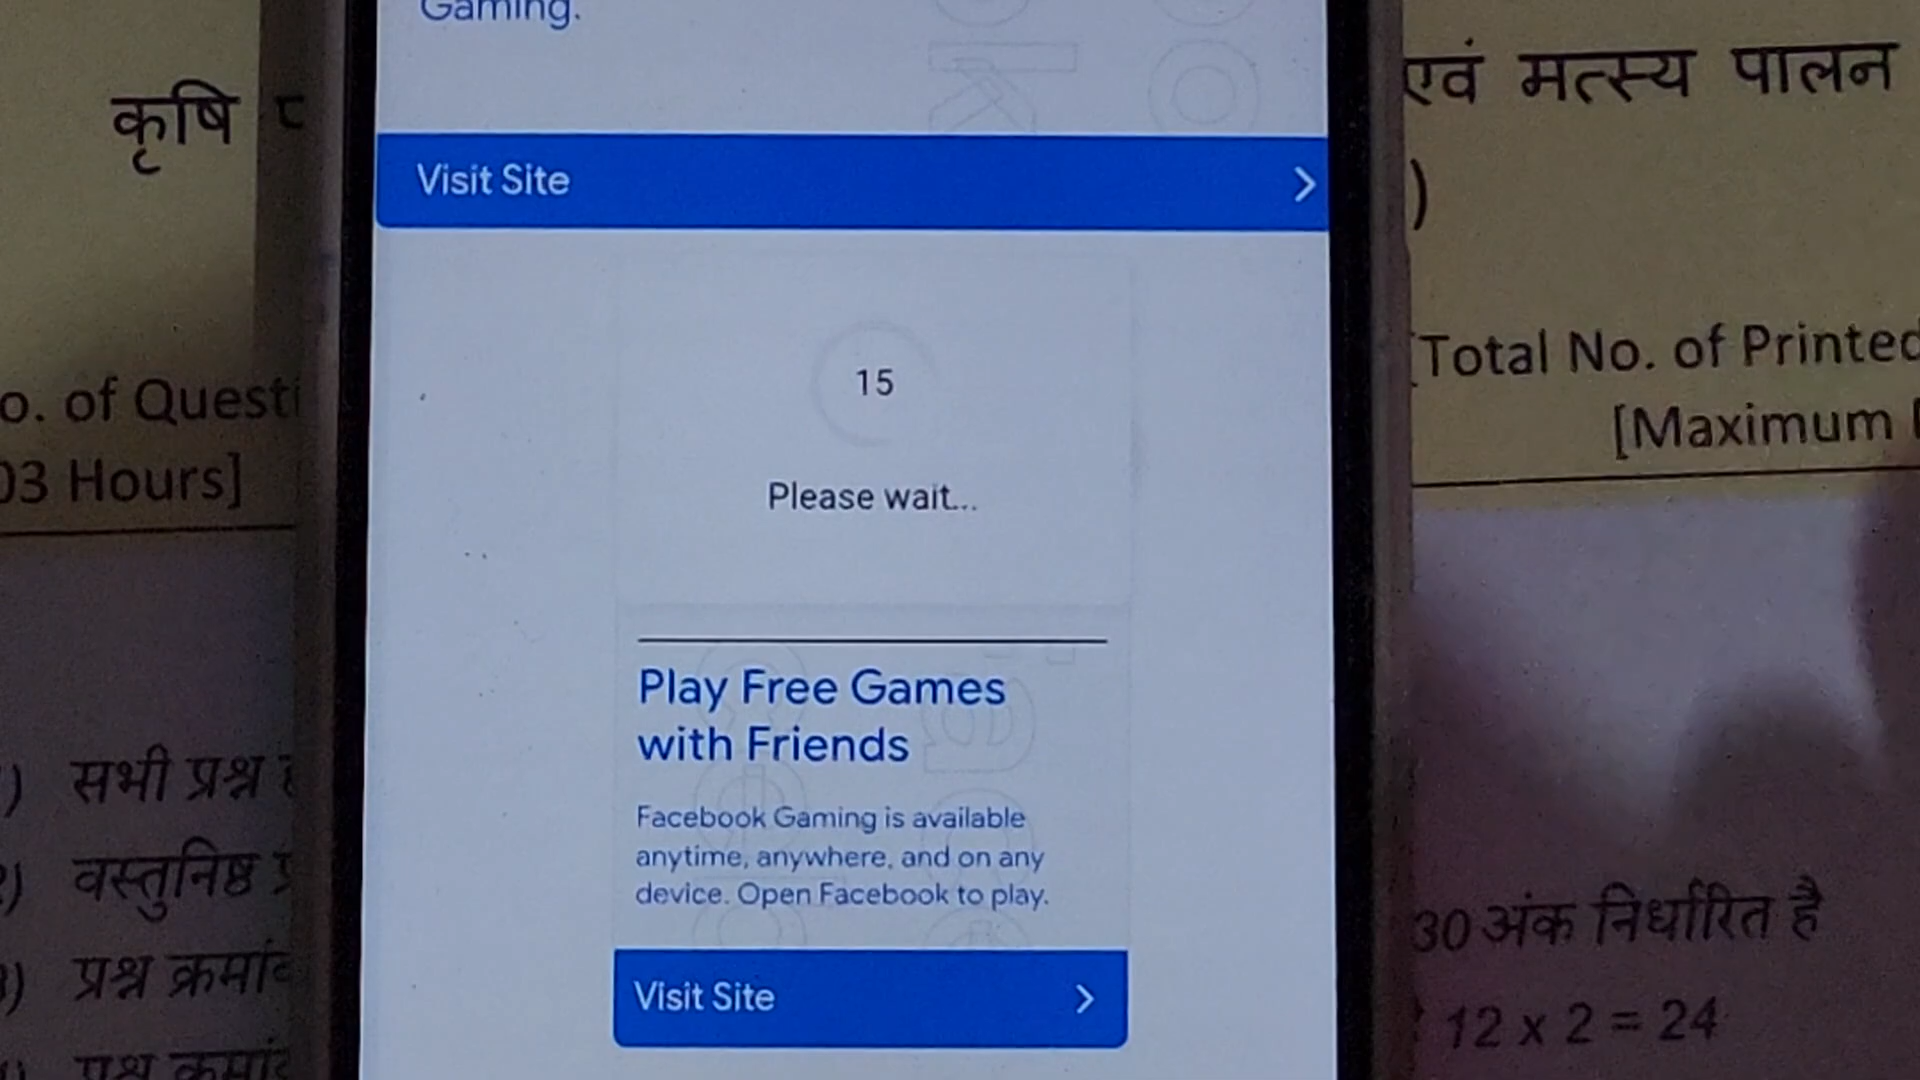 Gaming.
कृषि
एवं मत्स्य पालन
Visit Site
)
15
[Total No. of Printed
o. of Questi
[Maximum
03 Hours]
Please wait...
Play Free Games
with Friends
) सभी प्रश्न
Facebook Gaming is available
anytime, anywhere, and on any
device. Open Facebook to play.
) वस्तुनिष्ठ
30 अंक निर्धारित है
) प्रश्न
Visit Site
12 x 2 = 24
प्रश्न